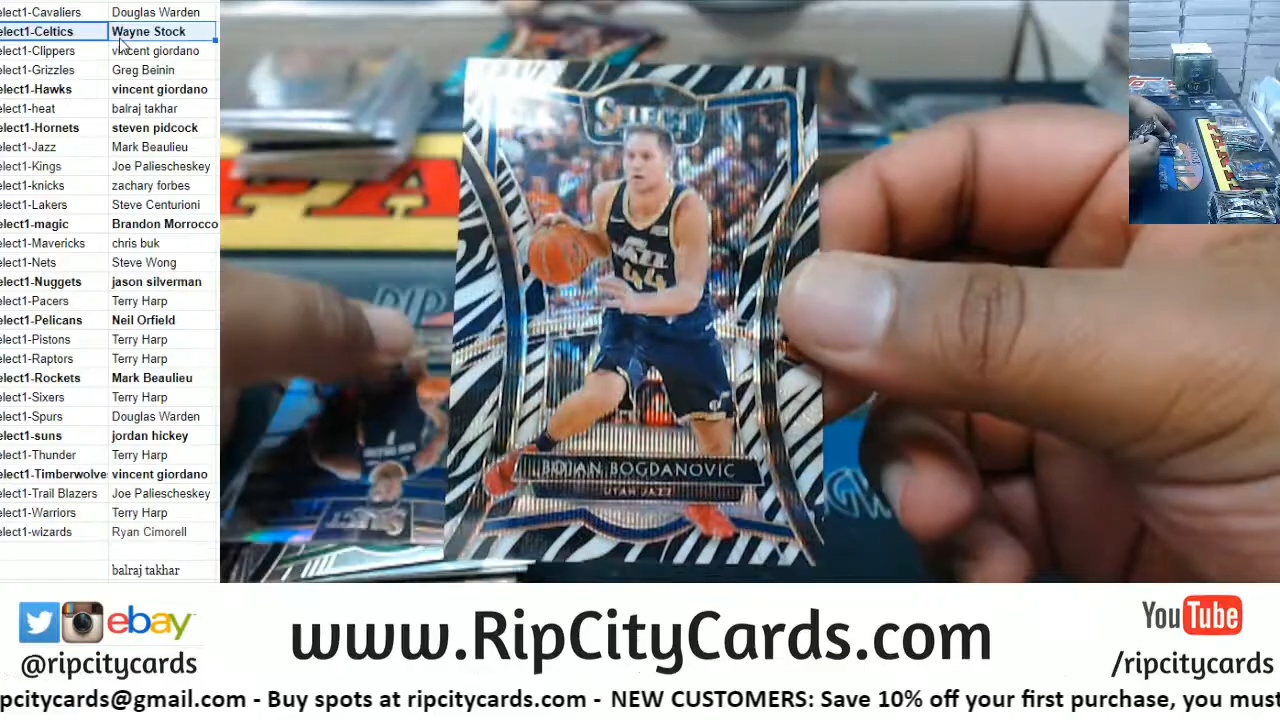 elect1-Cavaliers Douglas Warden
elect1-Celtics Wayne Stock
elect1-Clippers vincent giordano
elect1-Grizzles Greg Beinin
elect1-Hawks vincent giordano
elect1-heat balraj takhar
elect1-Hornets steven pidcock
elect1-Jazz Mark Beaulieu
elect1-Kings Joe Paliescheskey
elect1-knicks zachary forbes
elect1-Lakers Steve Centurioni
elect1-magic Brandon Morrocco
elect1-Mavericks chris buk
elect1-Nets Steve Wong
elect1-Nuggets jason silverman
elect1-Pacers Terry Harp
elect1-Pelicans Neil Orfield
elect1-Pistons Terry Harp
elect1-Raptors Terry Harp
elect1-Rockets Mark Beaulieu
elect1-Sixers Terry Harp
elect1-Spurs Douglas Warden
elect1-suns jordan hickey
elect1-Thunder Terry Harp
elect1-Timberwolve vincent giordano
elect1-Trail Blazers Joe Paliescheskey
elect1-Warriors Terry Harp
elect1-wizards Ryan Cimorell
balraj takhar
SELECT
JAZZ
44
BOJAN BOGDANOVIC
UTAH JAZZ
SELECT
RIP
ebay
@ripcitycards
www.RipCityCards.com
YouTube
/ripcitycards
pcitycards@gmail.com - Buy spots at ripcitycards.com - NEW CUSTOMERS: Save 10% off your first purchase, you must